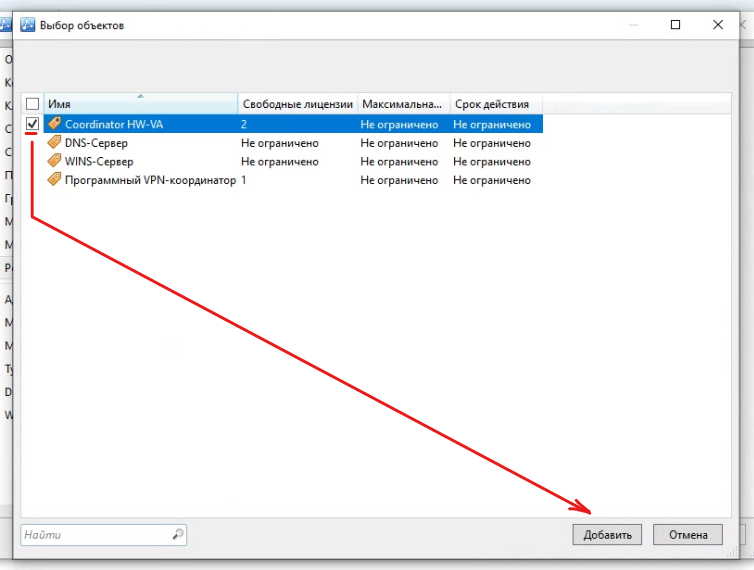 Выбор объектов
Имя Свободные лицензии Максимальна... Срок действия
Coordinator HW-VA 2 Не ограничено Не ограничено
DNS-Сервер Не ограничено Не ограничено Не ограничено
WINS-Сервер Не ограничено Не ограничено Не ограничено
Программный VPN-координатор 1 Не ограничено Не ограничено
Найти
Добавить Отмена